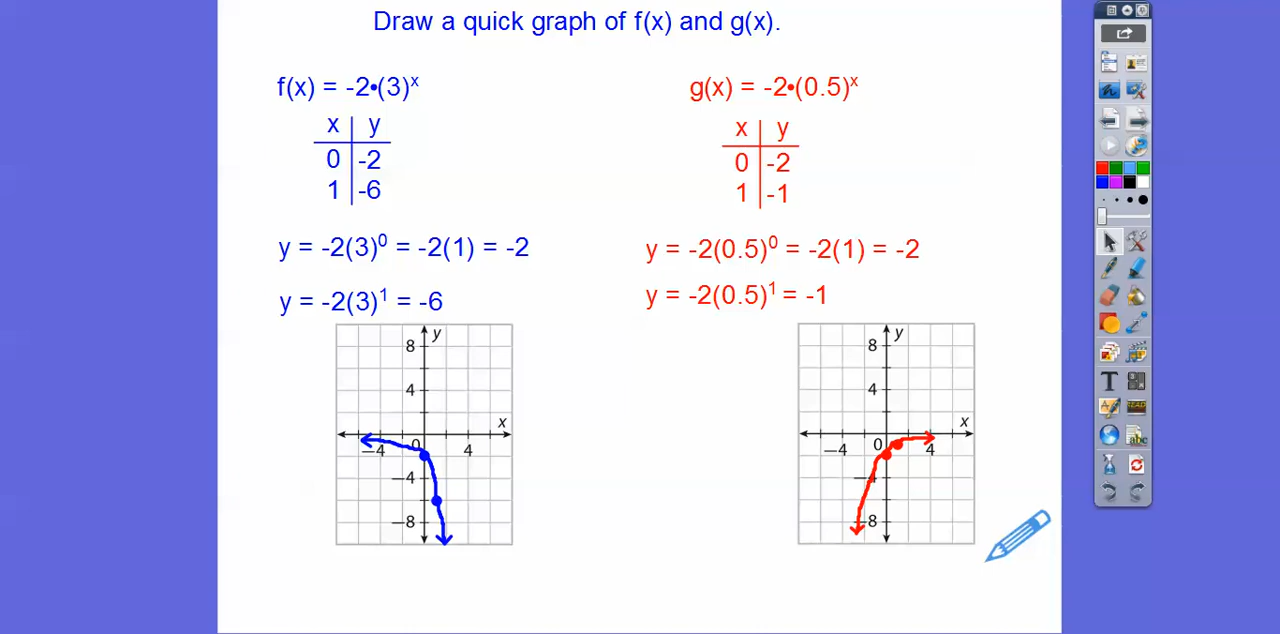 Draw a quick graph of f(x) and g(x).
f(x) = -2•(3)ˣ
x y
0 -2
1 -6
y = -2(3)⁰ = -2(1) = -2
y = -2(3)¹ = -6
y
8
4
x
0
−4 4
−4
−8
g(x) = -2•(0.5)ˣ
x y
0 -2
1 -1
y = -2(0.5)⁰ = -2(1) = -2
y = -2(0.5)¹ = -1
y
8
4
x
0
−4 4
−4
−8
T
abc